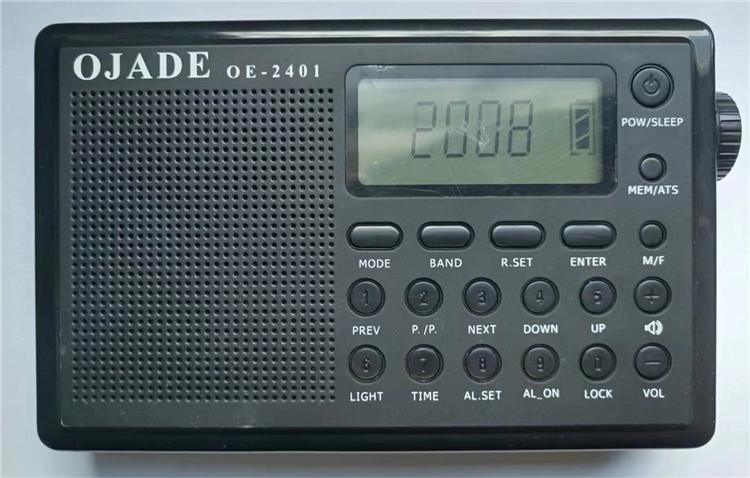 OJADE OE-2401
2008
POW/SLEEP
MEM/ATS
MODE BAND R.SET ENTER M/F
1 2 3 4 5 +
PREV P./P. NEXT DOWN UP
6 7 8 9 0 −
LIGHT TIME AL.SET AL_ON LOCK VOL